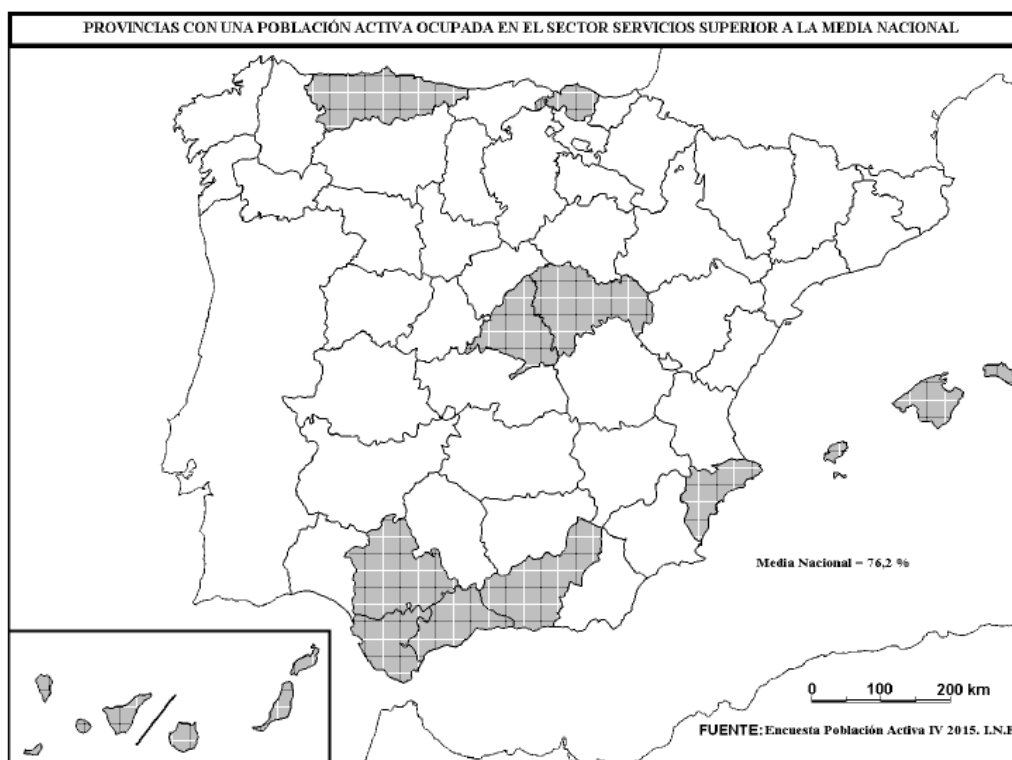 PROVINCIAS CON UNA POBLACIÓN ACTIVA OCUPADA EN EL SECTOR SERVICIOS SUPERIOR A LA MEDIA NACIONAL
Media Nacional = 76,2 %
0 100 200 km
FUENTE: Encuesta Población Activa IV 2015. I.N.E